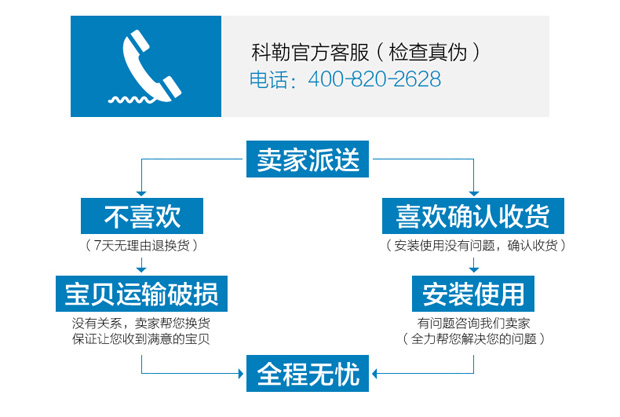 科勒官方客服（检查真伪）
电话：400-820-2628
卖家派送
不喜欢
（7天无理由退换货）
喜欢确认收货
（安装使用没有问题，确认收货）
宝贝运输破损
没有关系，卖家帮您换货
保证让您收到满意的宝贝
安装使用
有问题咨询我们卖家
（全力帮您解决您的问题）
全程无忧